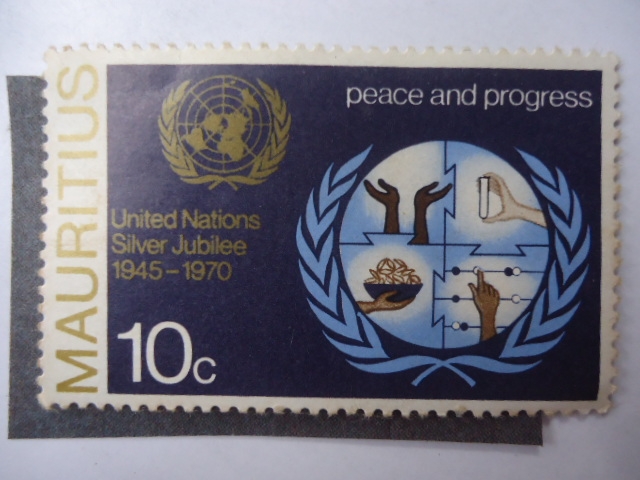 MAURITIUS
peace and progress
United Nations
Silver Jubilee
1945-1970
10c